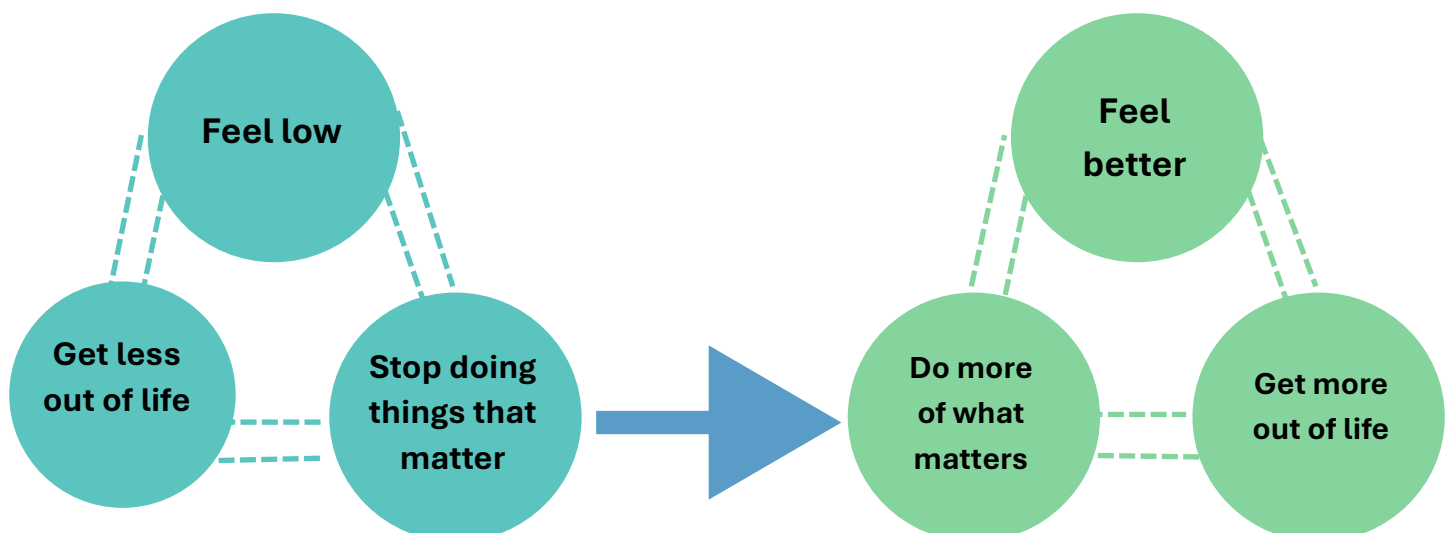 Feel low
Get less
out of life
Stop doing
things that
matter
Feel
better
Do more
of what
matters
Get more
out of life